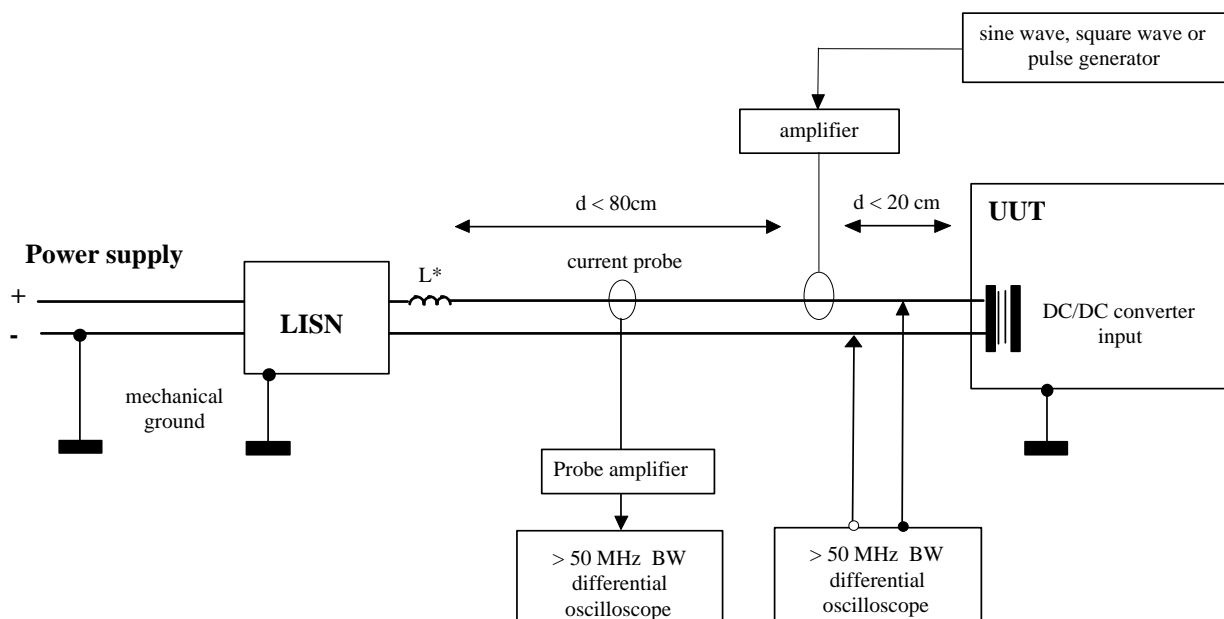 sine wave, square wave or
pulse generator
amplifier
d < 80cm
d < 20 cm
UUT
Power supply
current probe
L*
+
LISN
DC/DC converter
input
-
mechanical
ground
Probe amplifier
> 50 MHz BW
differential
oscilloscope
> 50 MHz BW
differential
oscilloscope